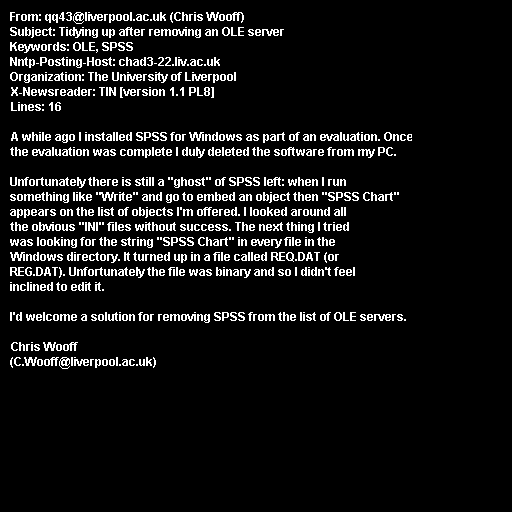 From: qq43@liverpool.ac.uk (Chris Wooff)
Subject: Tidying up after removing an OLE server
Keywords: OLE, SPSS
Nntp-Posting-Host: chad3-22.liv.ac.uk
Organization: The University of Liverpool
X-Newsreader: TIN [version 1.1 PL8]
Lines: 16

A while ago I installed SPSS for Windows as part of an evaluation. Once
the evaluation was complete I duly deleted the software from my PC.

Unfortunately there is still a "ghost" of SPSS left: when I run
something like "Write" and go to embed an object then "SPSS Chart"
appears on the list of objects I'm offered. I looked around all
the obvious "INI" files without success. The next thing I tried
was looking for the string "SPSS Chart" in every file in the
Windows directory. It turned up in a file called REQ.DAT (or
REG.DAT). Unfortunately the file was binary and so I didn't feel
inclined to edit it.

I'd welcome a solution for removing SPSS from the list of OLE servers.

Chris Wooff
(C.Wooff@liverpool.ac.uk)